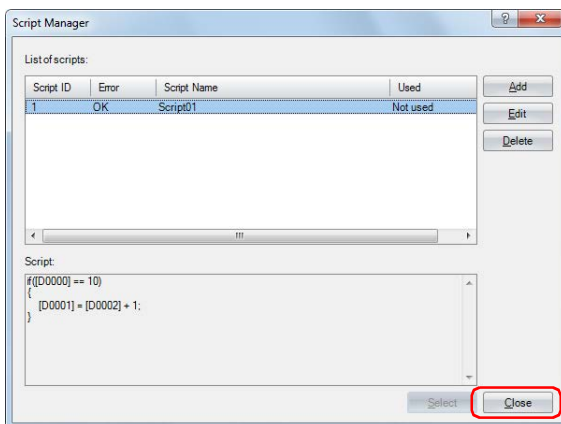 Script Manager
List of scripts:
Script ID Error Script Name Used
1 OK Script01 Not used
Add
Edit
Delete
Script:
if([D0000] == 10)
{
[D0001] = [D0002] + 1;
}
Select Close